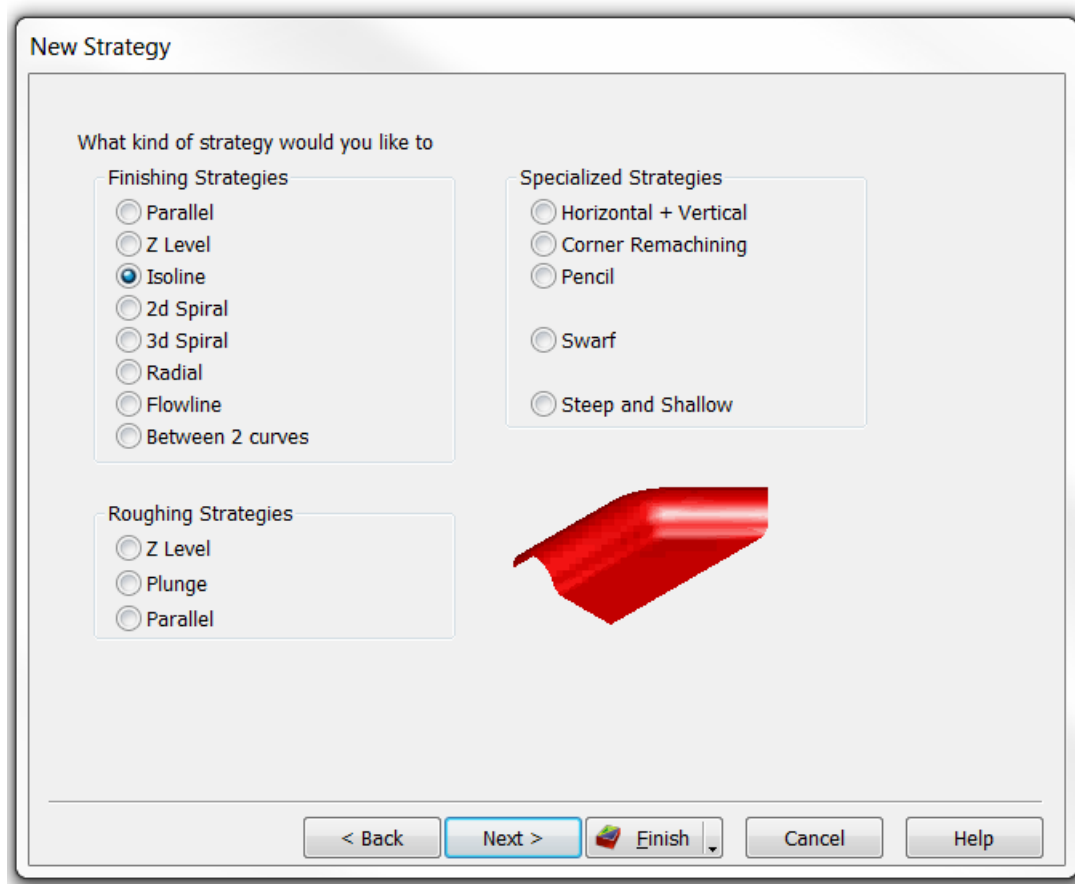 New Strategy
What kind of strategy would you like to
Finishing Strategies
Parallel
Z Level
Isoline
2d Spiral
3d Spiral
Radial
Flowline
Between 2 curves
Specialized Strategies
Horizontal + Vertical
Corner Remachining
Pencil
Swarf
Steep and Shallow
Roughing Strategies
Z Level
Plunge
Parallel
< Back Next > Finish Cancel Help